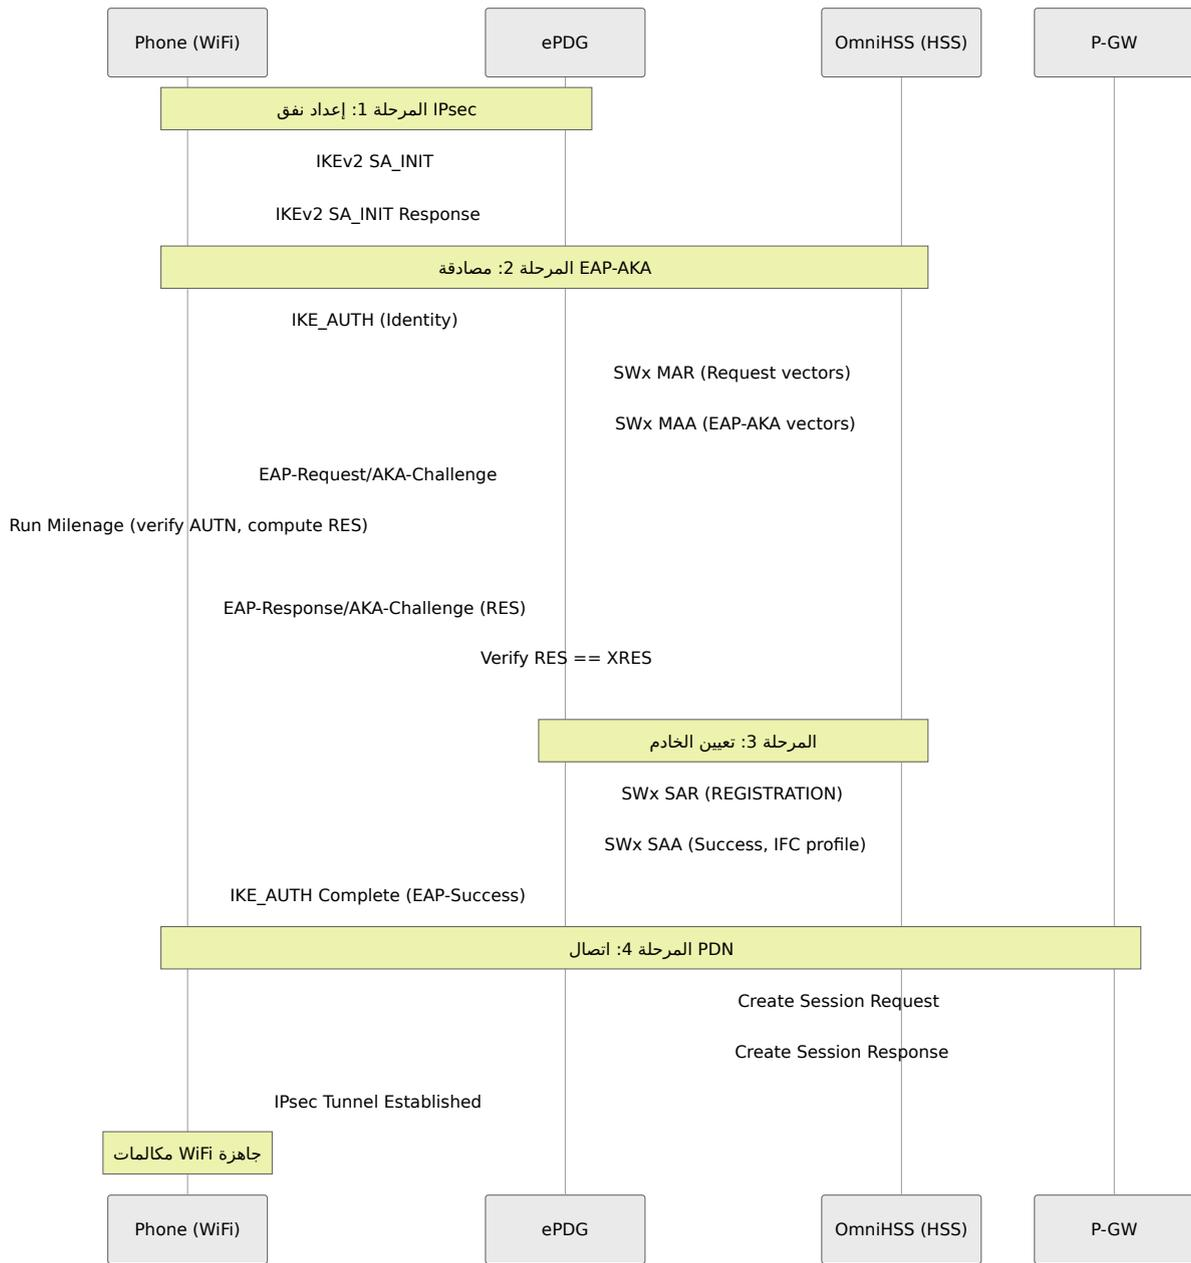 Phone (WiFi)
ePDG
OmniHSS (HSS)
P-GW
المرحلة 1: إعداد نفق IPsec
IKEv2 SA_INIT
IKEv2 SA_INIT Response
المرحلة 2: مصادقة EAP-AKA
IKE_AUTH (Identity)
SWx MAR (Request vectors)
SWx MAA (EAP-AKA vectors)
EAP-Request/AKA-Challenge
Run Milenage (verify AUTN, compute RES)
EAP-Response/AKA-Challenge (RES)
Verify RES == XRES
المرحلة 3: تعيين الخادم
SWx SAR (REGISTRATION)
SWx SAA (Success, IFC profile)
IKE_AUTH Complete (EAP-Success)
المرحلة 4: اتصال PDN
Create Session Request
Create Session Response
IPsec Tunnel Established
مكالمات WiFi جاهزة
Phone (WiFi)
ePDG
OmniHSS (HSS)
P-GW